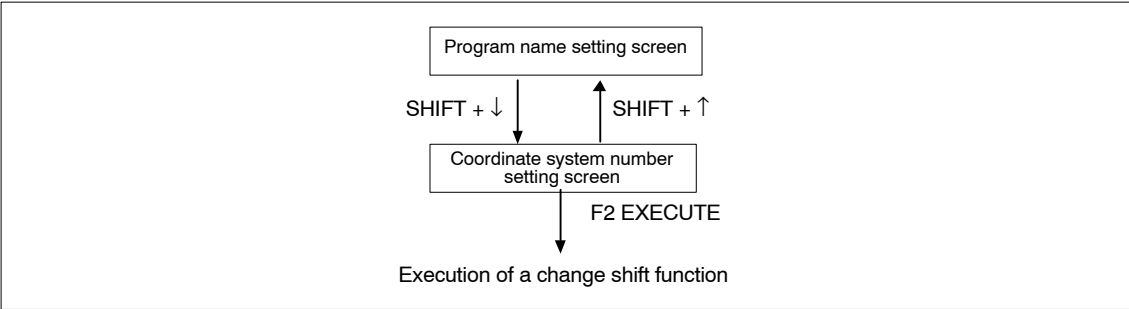 Program name setting screen
SHIFT + ↓
SHIFT + ↑
Coordinate system number
setting screen
F2 EXECUTE
Execution of a change shift function